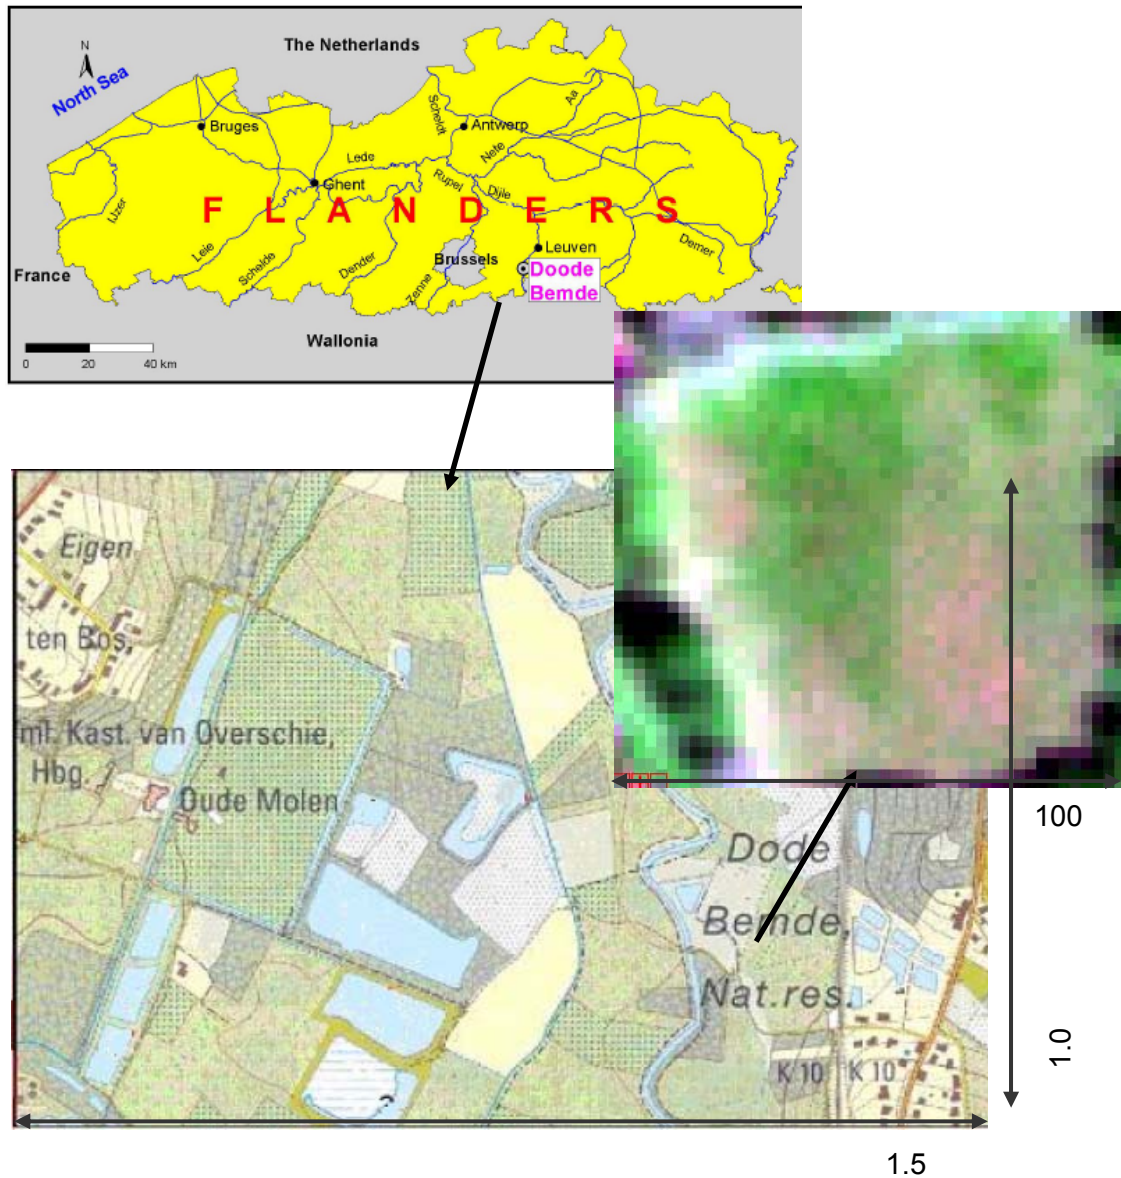 The Netherlands
N
North Sea
Bruges
Scheldt
Antwerp
Aa
Nete
Lede
Ghent
Rupel
Dijle
IJzer
F L A N D E R S
Leie
Schelde
Dender
Zenne
Brussels
Leuven
Demer
France
Doode
Bemde
Wallonia
0 20 40 km
Eigen
ten Bos,
ml. Kast. van Overschie,
Hbg.
Oude Molen
100
Dode
Bemde,
Nat.res.
1.0
K 10 K 10
1.5